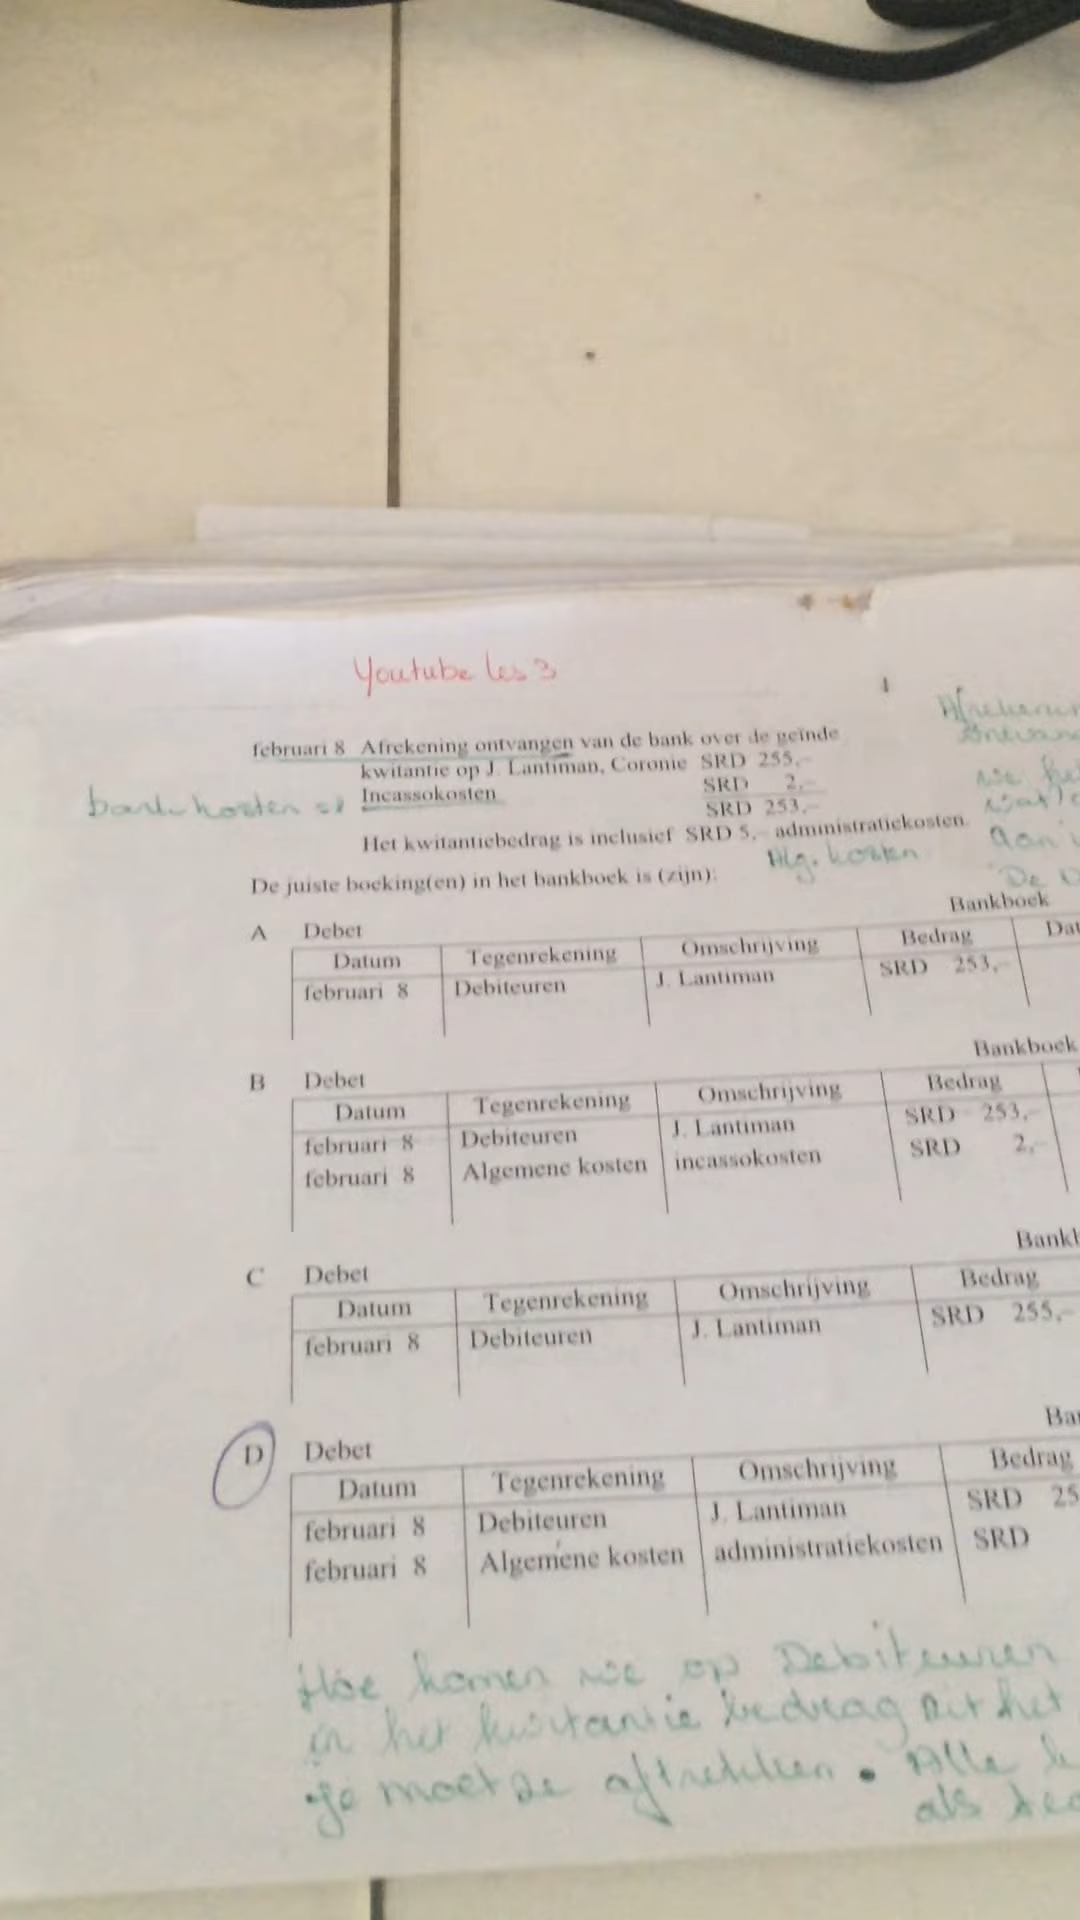 Youtube les 3
februari 8 Afrekening ontvangen van de bank over de geïnde
kwitantie op J. Lantiman, Coronie SRD 255,-
bankkosten Incassokosten SRD 2,-
SRD 253,-
Het kwitantiebedrag is inclusief SRD 5,- administratiekosten.
Alg. kosten
De juiste boeking(en) in het bankboek is (zijn):
Bankboek
A Debet
Datum Tegenrekening Omschrijving Bedrag Dat
februari 8 Debiteuren J. Lantiman SRD 253,-
Bankboek
B Debet
Datum Tegenrekening Omschrijving Bedrag
februari 8 Debiteuren J. Lantiman SRD 253,-
februari 8 Algemene kosten incassokosten SRD 2,-
Bankb
C Debet
Datum Tegenrekening Omschrijving Bedrag
februari 8 Debiteuren J. Lantiman SRD 255,-
Ba
D Debet
Datum Tegenrekening Omschrijving Bedrag
februari 8 Debiteuren J. Lantiman SRD 25
februari 8 Algemene kosten administratiekosten SRD
Hoe komen we op Debiteuren
in het kwitantie bedrag het
je moet de aftrekken. Alle
als